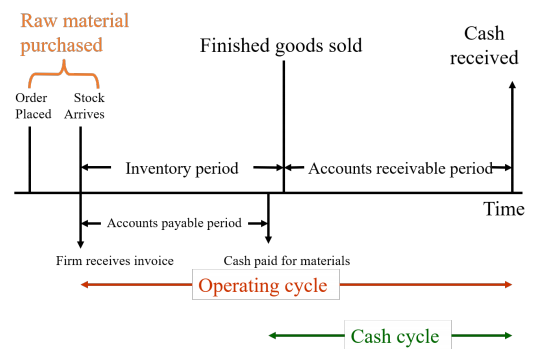 Raw material
purchased
Order
Placed
Stock
Arrives
Finished goods sold
Cash
received
Inventory period
Accounts receivable period
Time
Accounts payable period
Firm receives invoice
Cash paid for materials
Operating cycle
Cash cycle